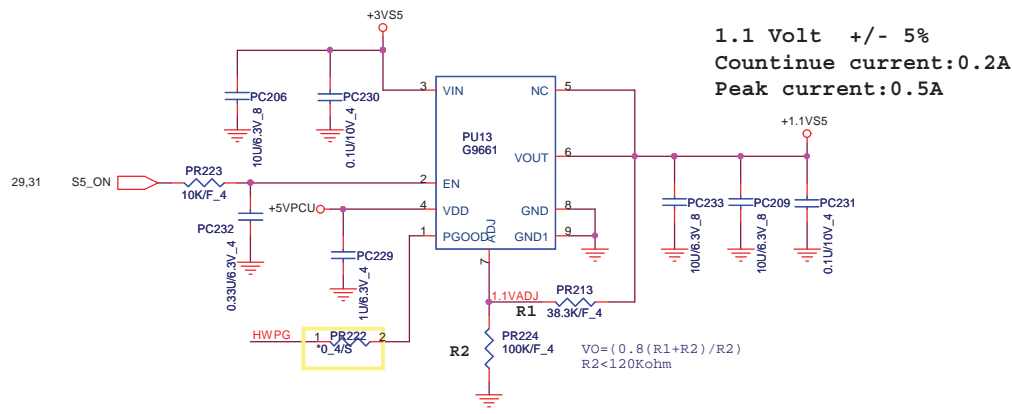 +3VS5
1.1 Volt +/- 5%
Countinue current:0.2A
Peak current:0.5A
PC206
10U/6.3V_8
PC230
0.1U/10V_4
3
VIN
NC
5
PU13
G9661
+1.1VS5
VOUT
6
29,31
S5_ON
PR223
10K/F_4
2
EN
+5VPCU
4
VDD
GND
8
1
PGOOD
GND1
9
ADJ
7
PC232
0.33U/6.3V_4
PC229
1U/6.3V_4
PC233
10U/6.3V_8
PC209
10U/6.3V_8
PC231
0.1U/10V_4
1.1VADJ
R1
PR213
38.3K/F_4
HWPG
1
PR222
2
*0_4/S
R2
PR224
100K/F_4
VO=(0.8(R1+R2)/R2)
R2<120Kohm